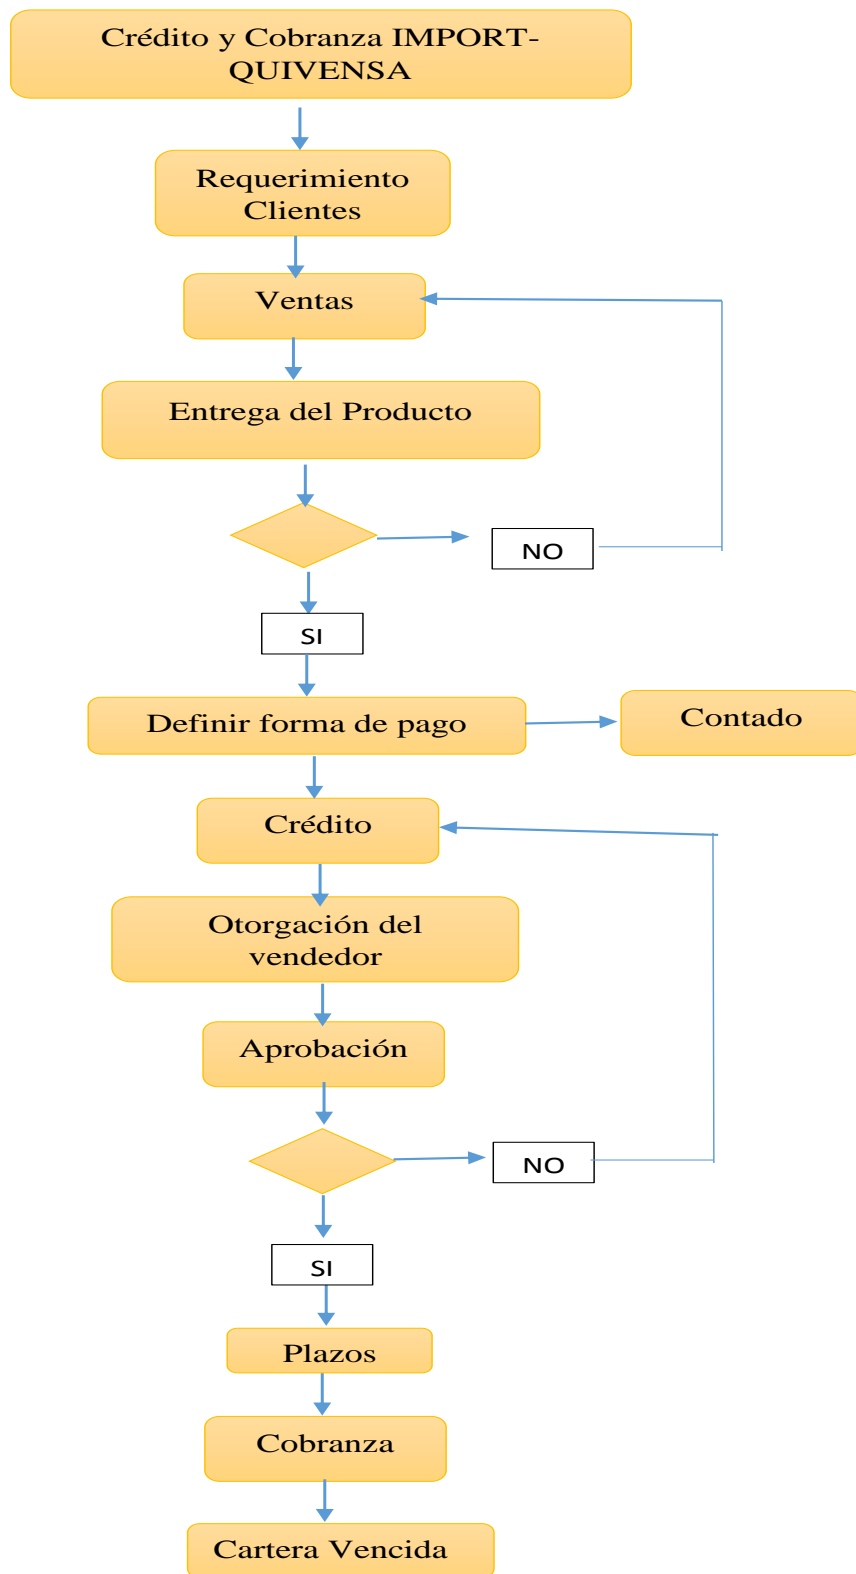 Crédito y Cobranza IMPORT-
QUIVENSA
Requerimiento
Clientes
Ventas
Entrega del Producto
NO
SI
Definir forma de pago
Contado
Crédito
Otorgación del
vendedor
Aprobación
NO
SI
Plazos
Cobranza
Cartera Vencida